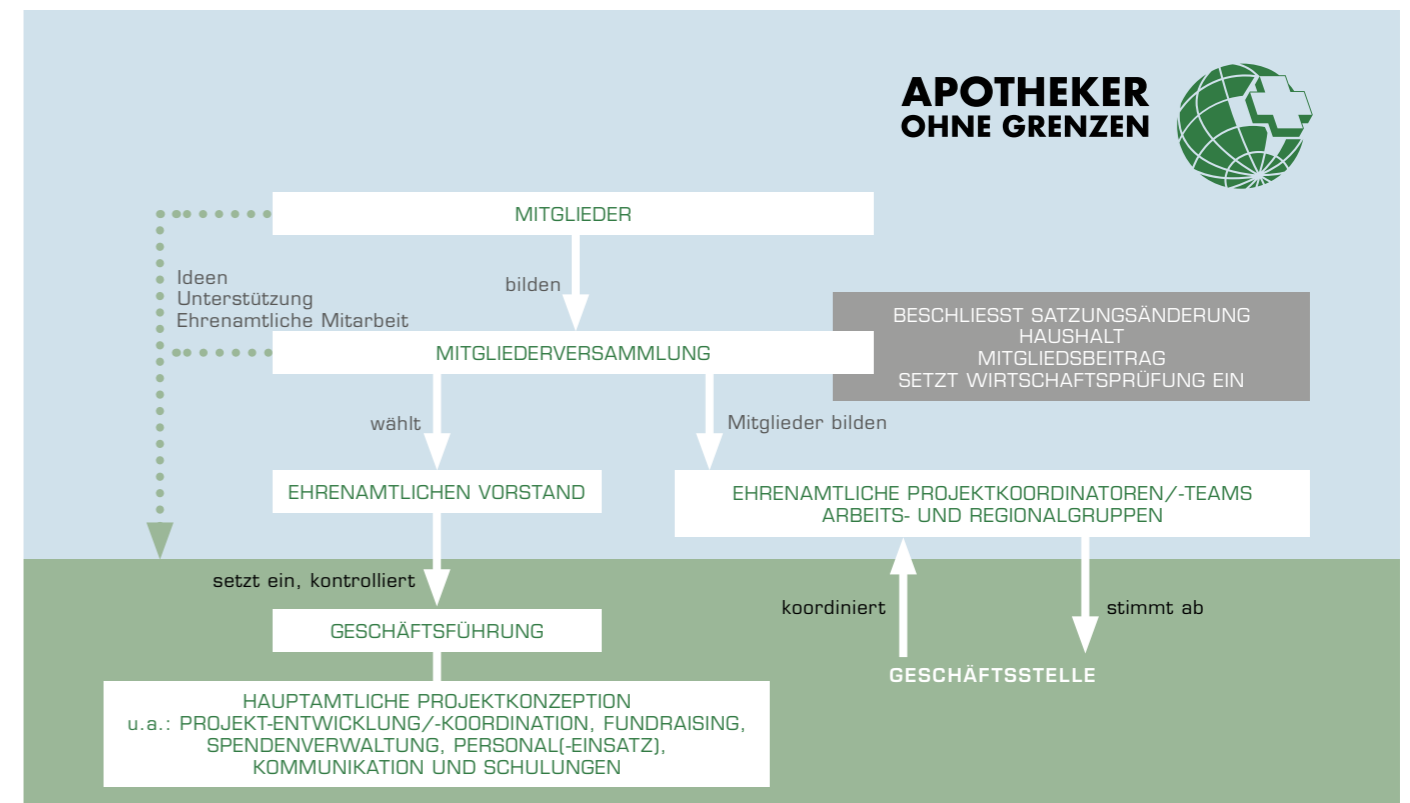 APOTHEKER
OHNE GRENZEN
MITGLIEDER
Ideen
Unterstützung
Ehrenamtliche Mitarbeit
bilden
MITGLIEDERVERSAMMLUNG
BESCHLIESST SATZUNGSÄNDERUNG
HAUSHALT
MITGLIEDSBEITRAG
SETZT WIRTSCHAFTSPRÜFUNG EIN
wählt
Mitglieder bilden
EHRENAMTLICHEN VORSTAND
EHRENAMTLICHE PROJEKTKOORDINATOREN/-TEAMS
ARBEITS- UND REGIONALGRUPPEN
setzt ein, kontrolliert
koordiniert
stimmt ab
GESCHÄFTSFÜHRUNG
GESCHÄFTSSTELLE
HAUPTAMTLICHE PROJEKTKONZEPTION
u.a.: PROJEKT-ENTWICKLUNG/-KOORDINATION, FUNDRAISING,
SPENDENVERWALTUNG, PERSONAL(-EINSATZ),
KOMMUNIKATION UND SCHULUNGEN